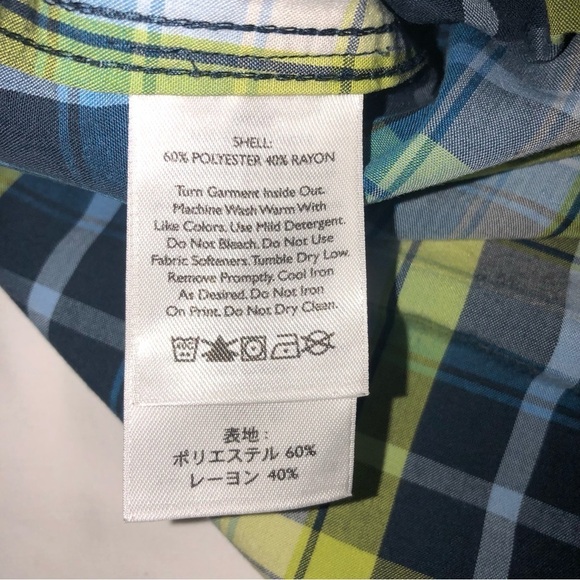 SHELL:
60% POLYESTER 40% RAYON
Turn Garment Inside Out.
Machine Wash Warm With
Like Colors. Use Mild Detergent.
Do Not Bleach. Do Not Use
Fabric Softeners. Tumble Dry Low.
Remove Promptly. Cool Iron
As Desired. Do Not Iron
On Print. Do Not Dry Clean.
表地：
ポリエステル 60%
レーヨン 40%